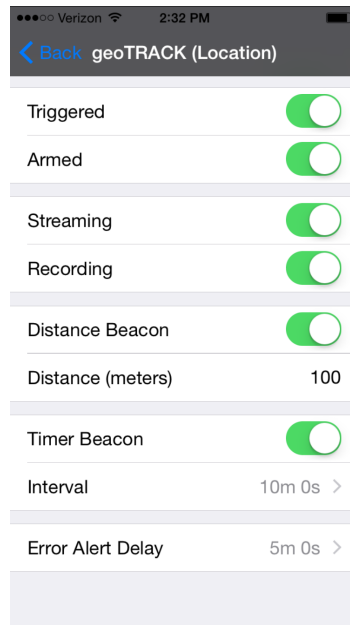 Verizon 2:32 PM
Back geoTRACK (Location)
Triggered
Armed
Streaming
Recording
Distance Beacon
Distance (meters) 100
Timer Beacon
Interval 10m 0s
Error Alert Delay 5m 0s